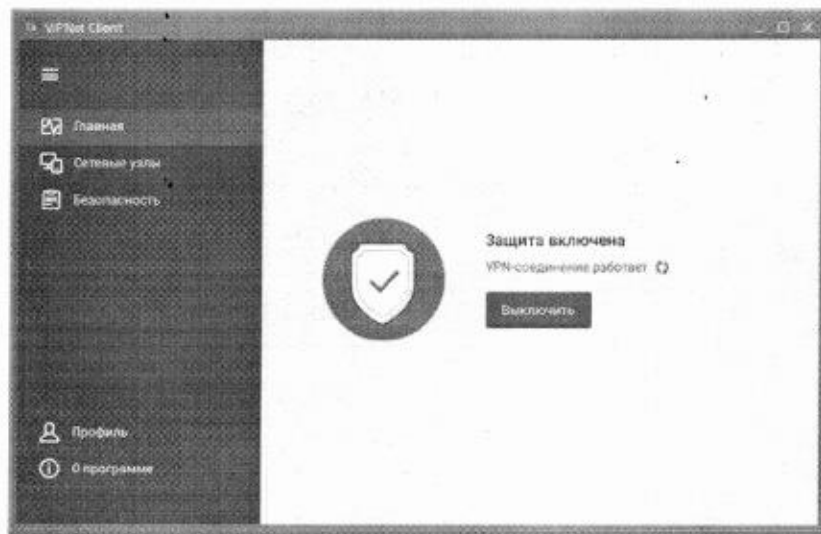 ViPNet Client
Главная
Сетевые узлы
Безопасность
Защита включена
VPN-соединение работает
Выключить
Профиль
О программе